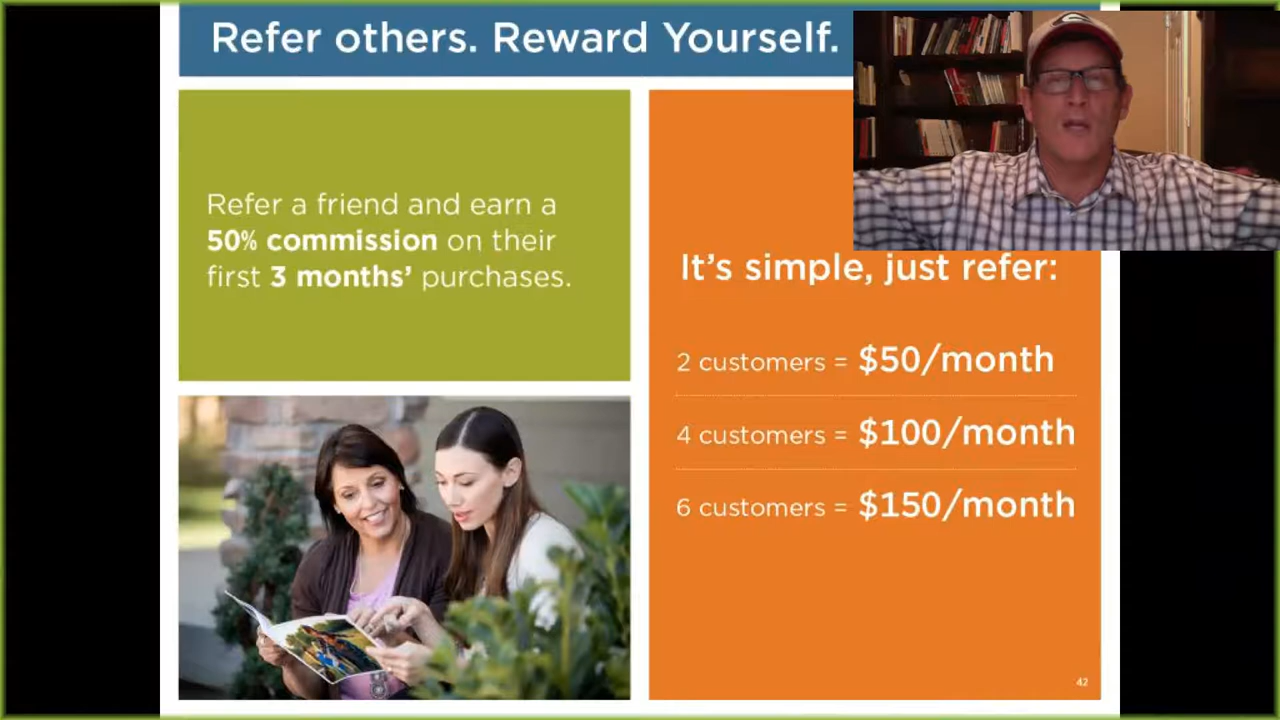 Refer others. Reward Yourself.
Refer a friend and earn a
50% commission on their
first 3 months’ purchases.
It’s simple, just refer:
2 customers = $50/month
4 customers = $100/month
6 customers = $150/month
42